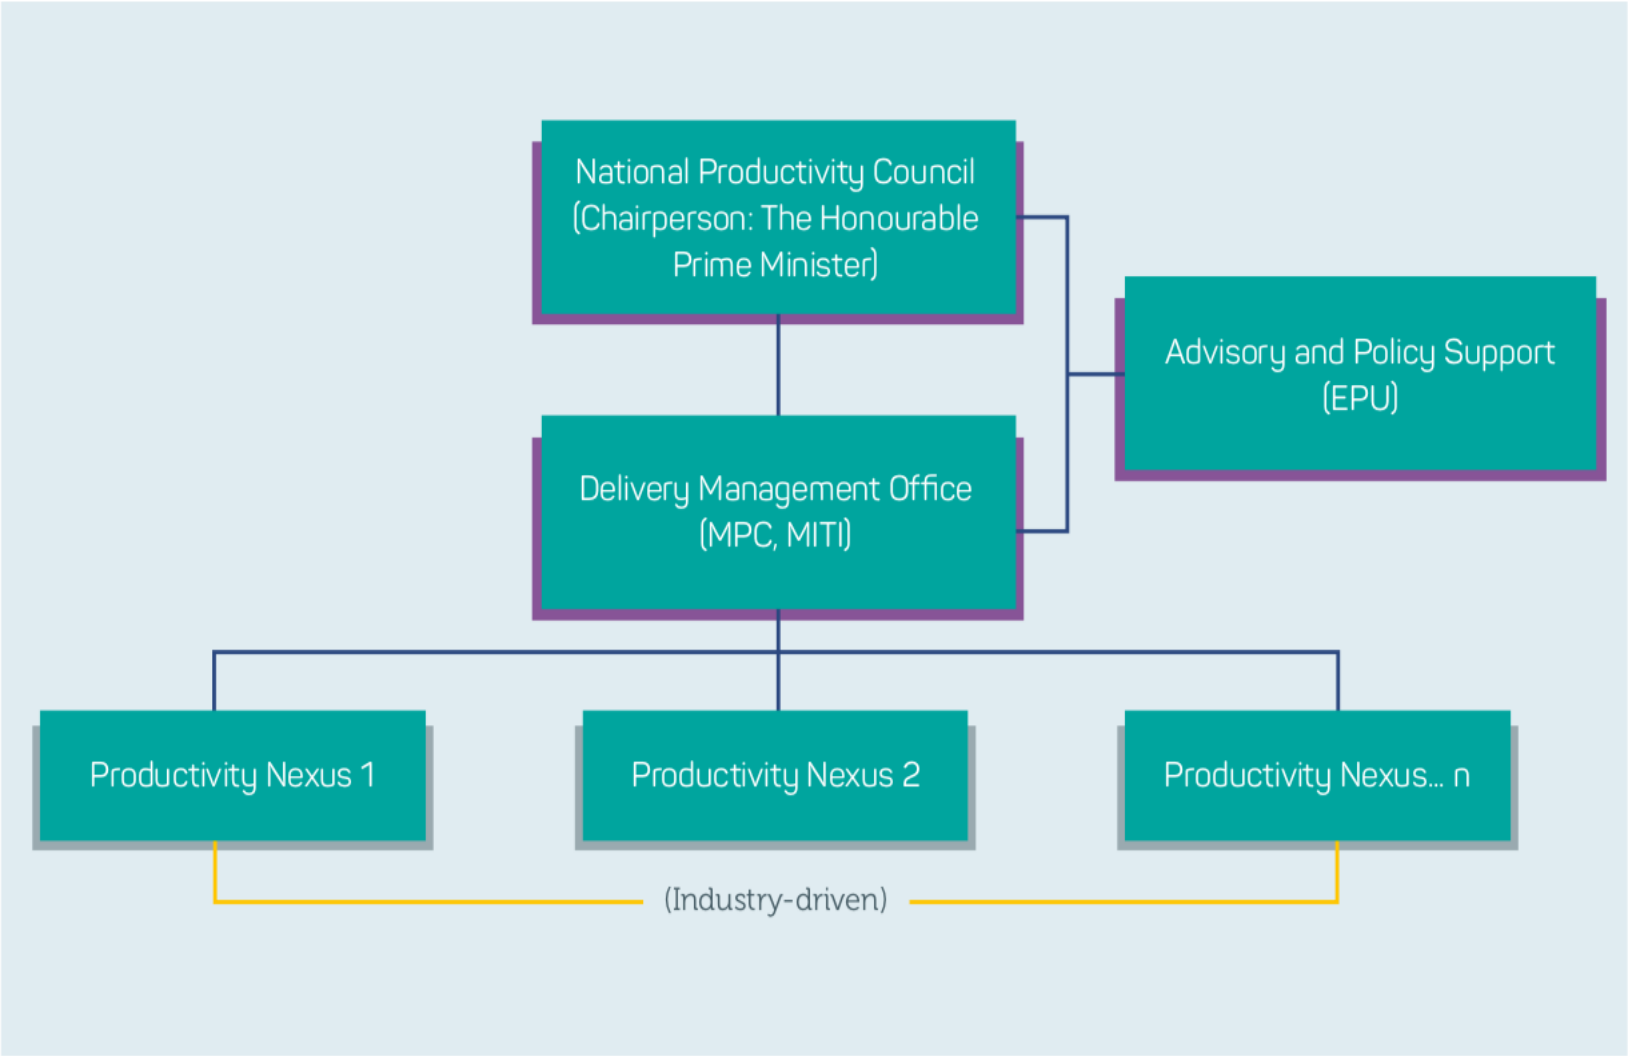 National Productivity Council
(Chairperson: The Honourable
Prime Minister)
Advisory and Policy Support
(EPU)
Delivery Management Office
(MPC, MITI)
Productivity Nexus 1
Productivity Nexus 2
Productivity Nexus... n
(Industry-driven)